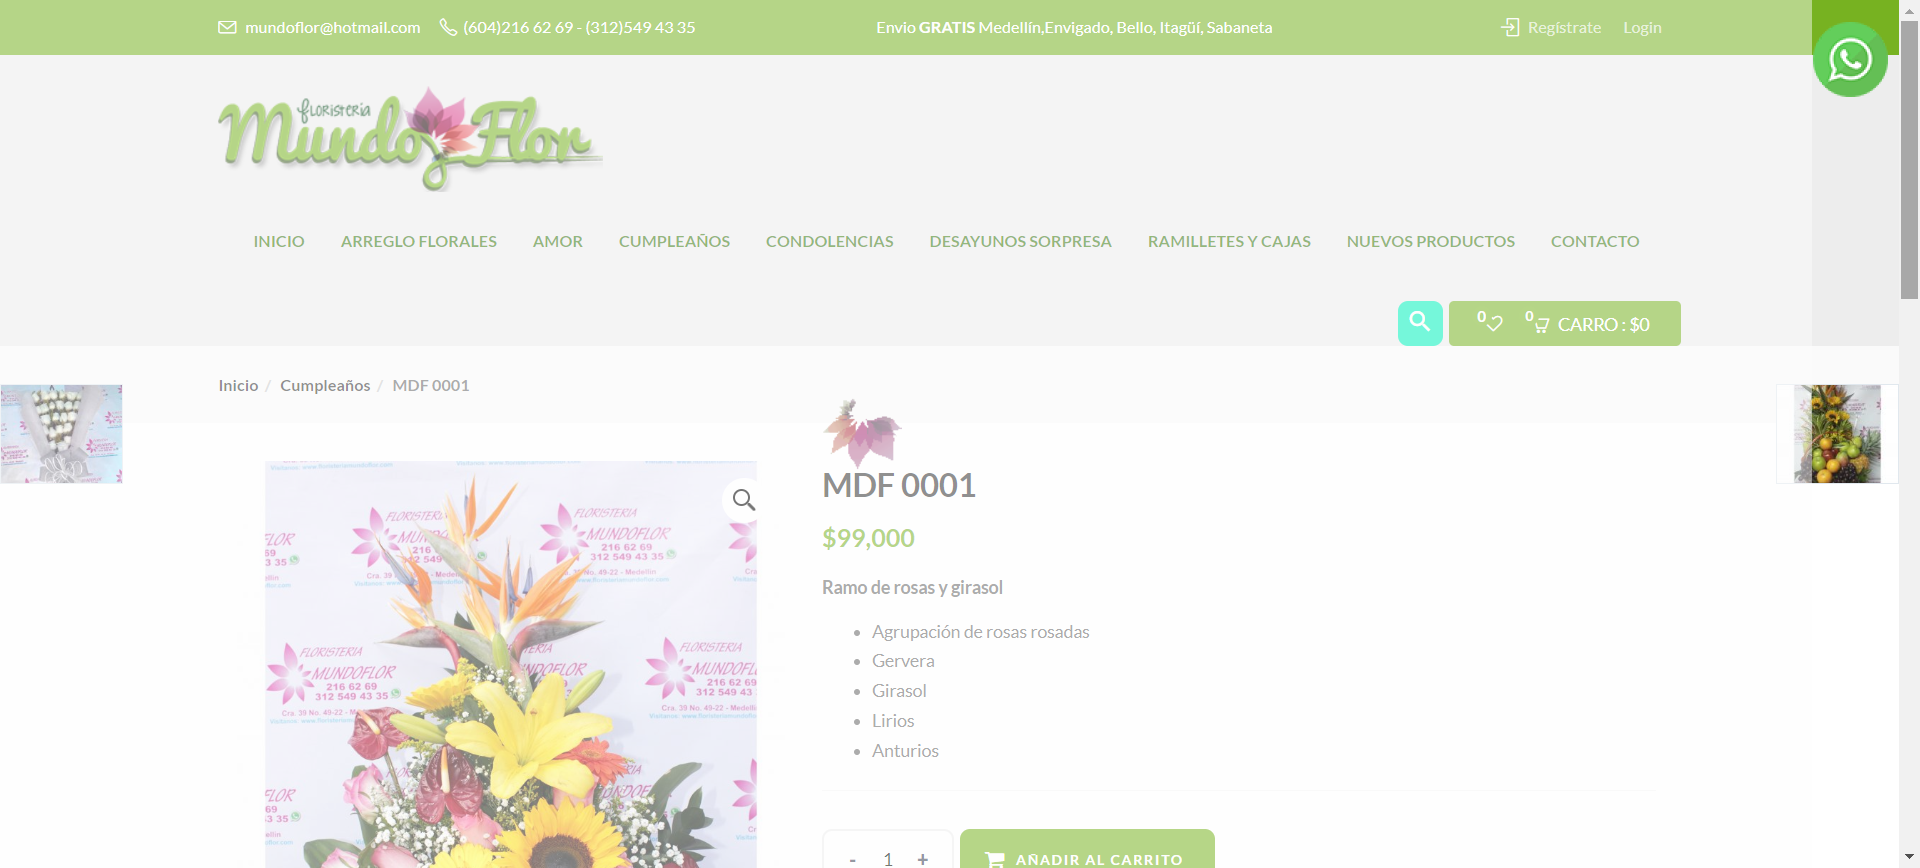 mundoflor@hotmail.com (604)216 62 69 - (312)549 43 35 Envio GRATIS Medellín,Envigado, Bello, Itagüí, Sabaneta Regístrate Login
FLORISTERIA
Mundo Flor
INICIO ARREGLO FLORALES AMOR CUMPLEAÑOS CONDOLENCIAS DESAYUNOS SORPRESA RAMILLETES Y CAJAS NUEVOS PRODUCTOS CONTACTO
0 0 CARRO : $0
Inicio / Cumpleaños / MDF 0001
MDF 0001
$99,000
Ramo de rosas y girasol
Agrupación de rosas rosadas
Gervera
Girasol
Lirios
Anturios
- 1 + AÑADIR AL CARRITO
FLORISTERIA
MUNDOFLOR
216 62 69
312 549 43 35
Cra. 39 No. 49-22 - Medellin